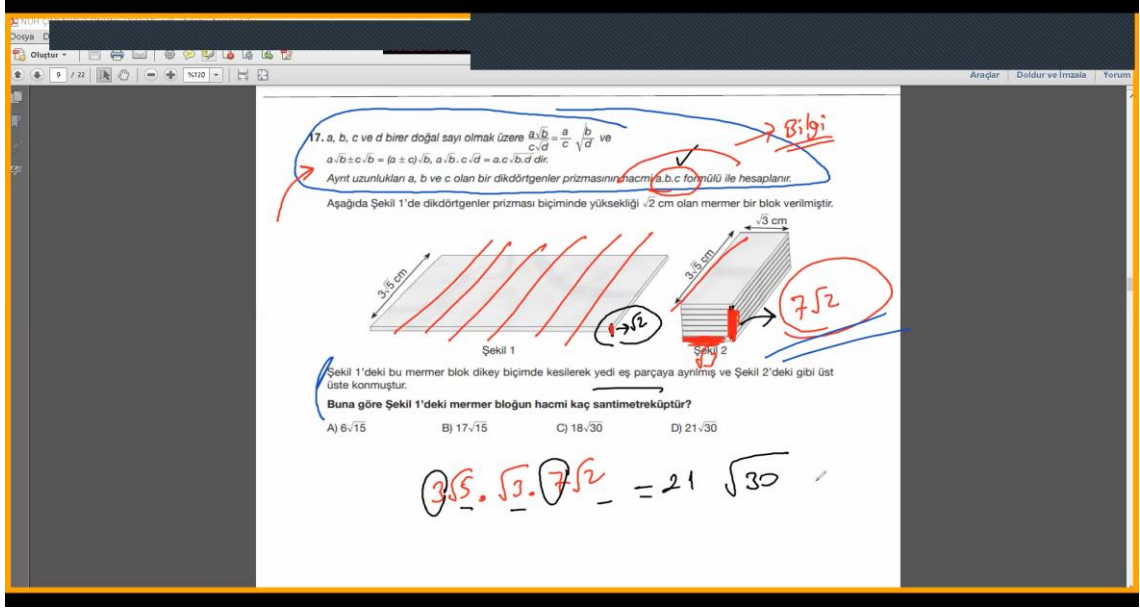 Oluştur
9 / 22
%120
Araçlar Doldur ve İmzala Yorum
17. a, b, c ve d birer doğal sayı olmak üzere a√b/c√d = a/c √b/d ve
a√b±c√b = (a ± c)√b, a√b.c√d = a.c√b.d dir.
Ayrıt uzunlukları a, b ve c olan bir dikdörtgenler prizmasının hacmi a.b.c formülü ile hesaplanır.
Bilgi
Aşağıda Şekil 1'de dikdörtgenler prizması biçiminde yüksekliği √2 cm olan mermer bir blok verilmiştir.
√3 cm
3√5 cm
3√5 cm
→√2
7√2
Şekil 1
Şekil 2
Şekil 1'deki bu mermer blok dikey biçimde kesilerek yedi eş parçaya ayrılmış ve Şekil 2'deki gibi üst
üste konmuştur.
Buna göre Şekil 1'deki mermer bloğun hacmi kaç santimetreküptür?
A) 6√15 B) 17√15 C) 18√30 D) 21√30
3√5 . √3 . 7√2 = 21 √30